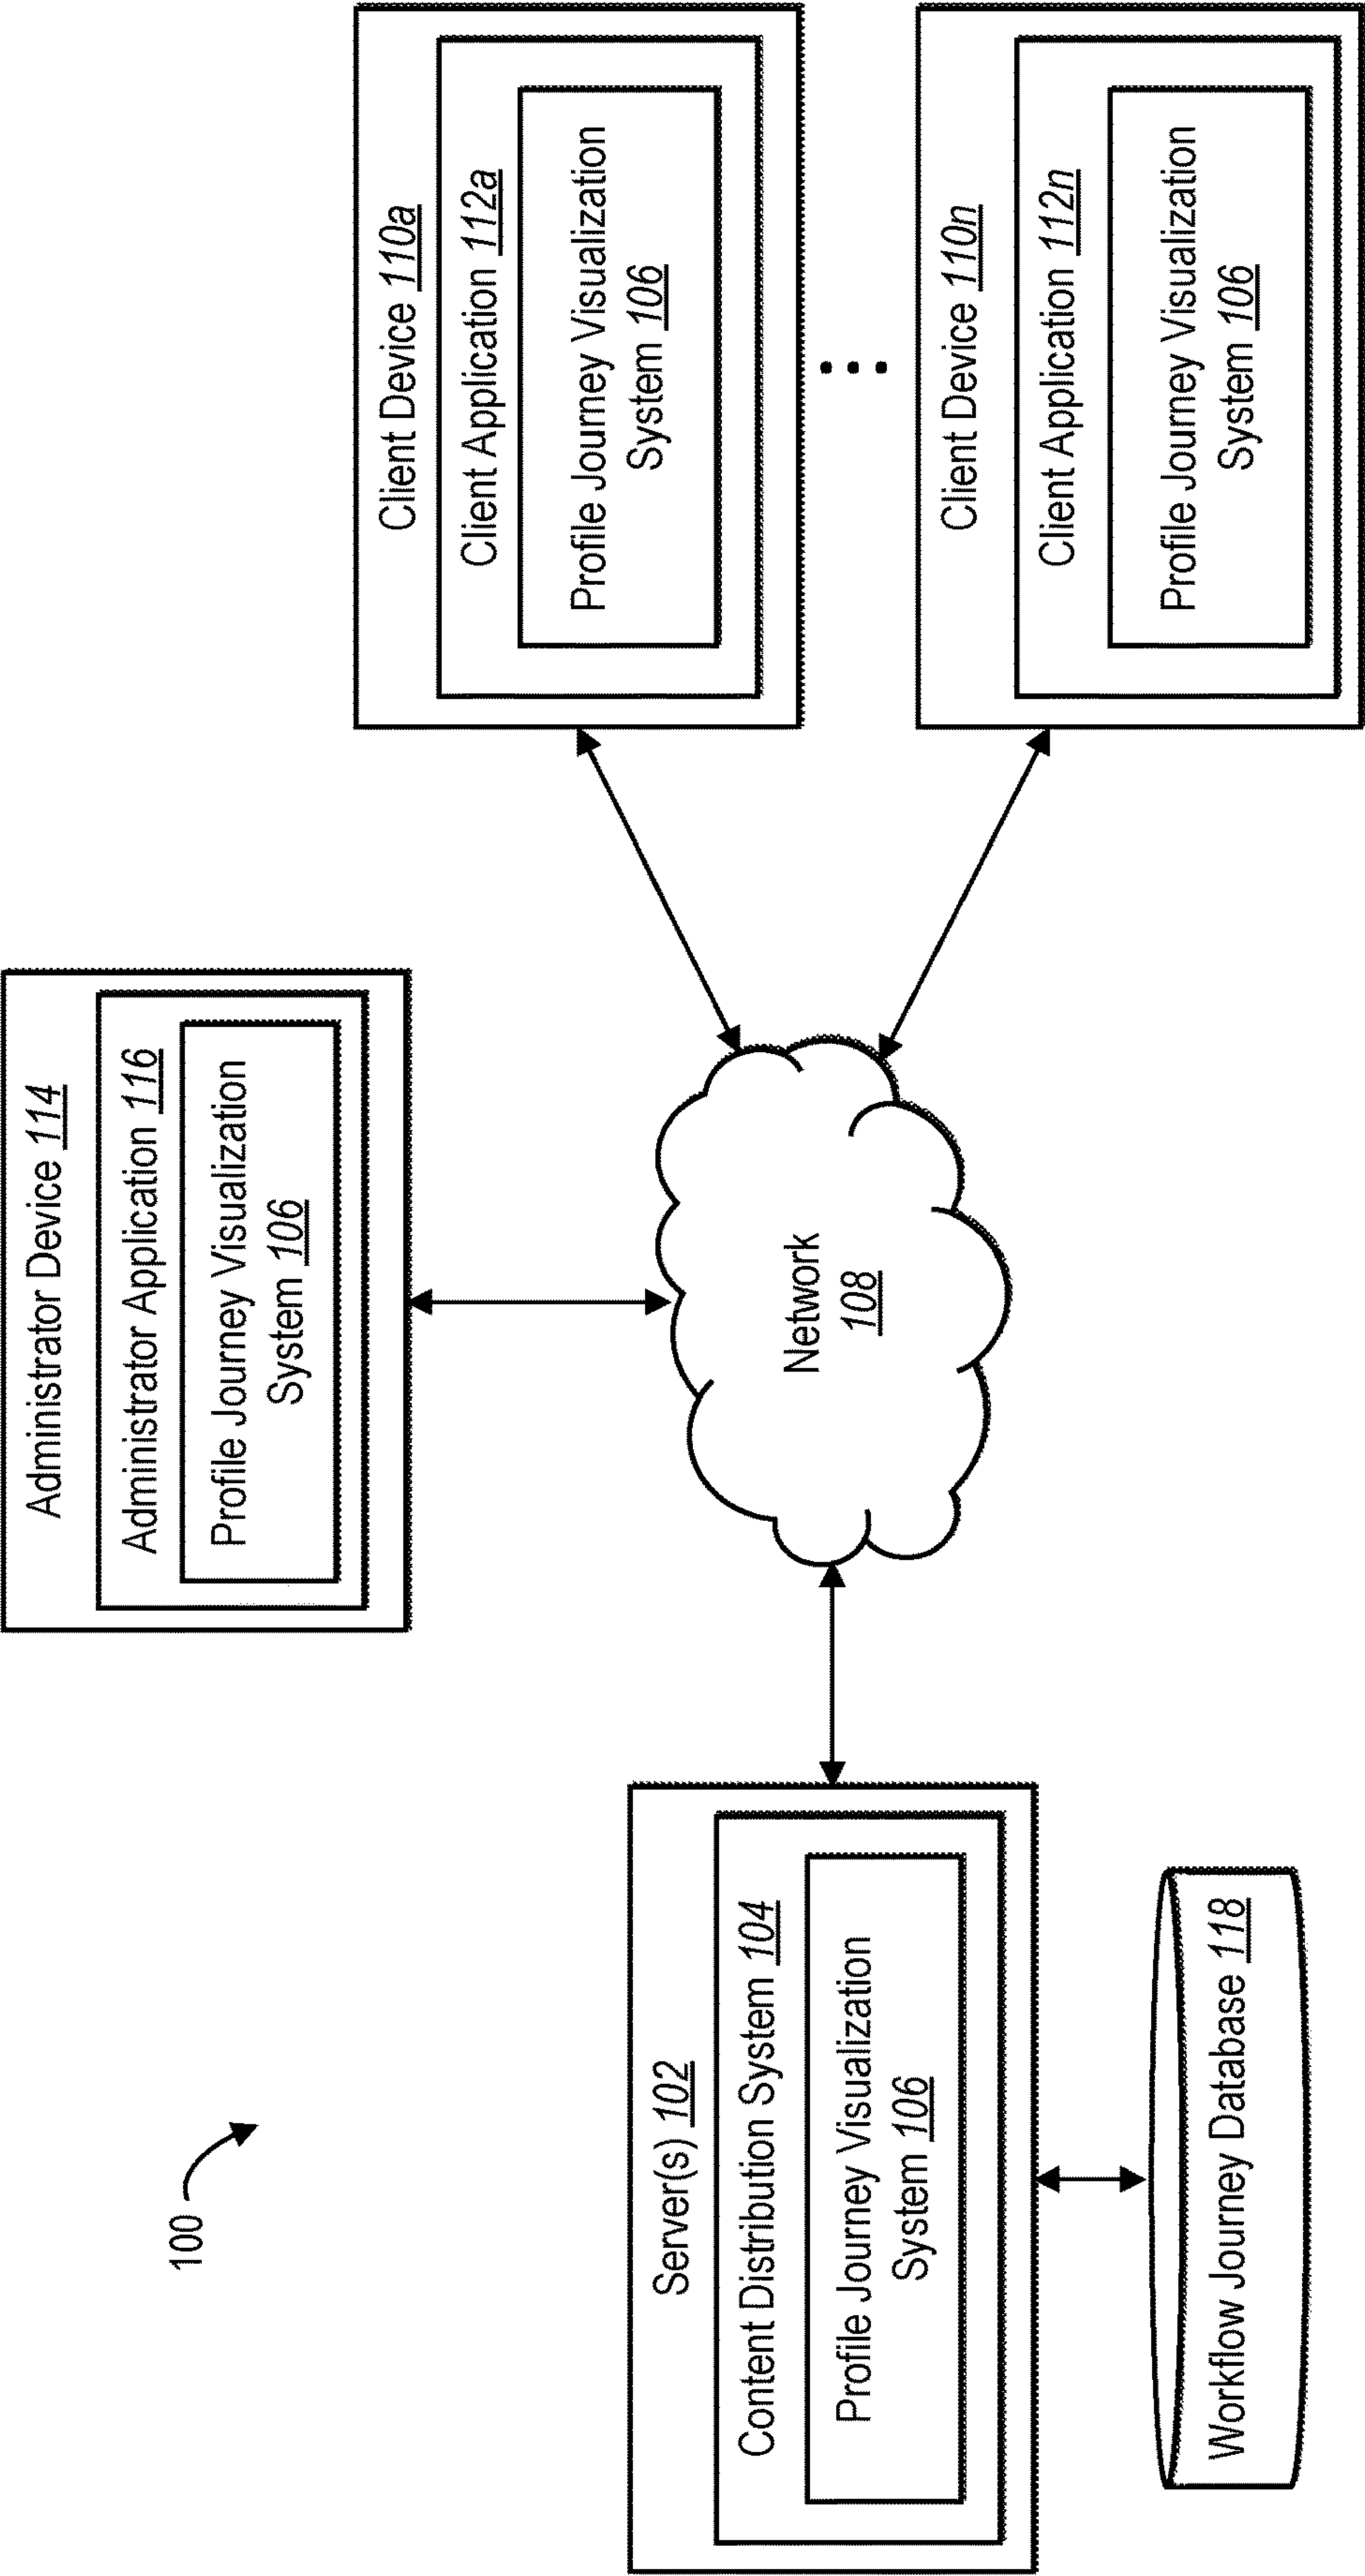 100
Administrator Device 114
Administrator Application 116
Profile Journey Visualization
System 106
Server(s) 102
Content Distribution System 104
Profile Journey Visualization
System 106
Workflow Journey Database 118
Network
108
Client Device 110a
Client Application 112a
Profile Journey Visualization
System 106
Client Device 110n
Client Application 112n
Profile Journey Visualization
System 106